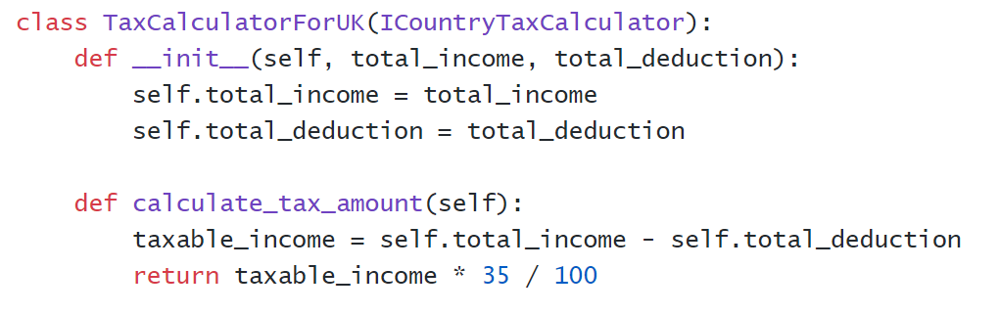 class TaxCalculatorForUK(ICountryTaxCalculator):
    def __init__(self, total_income, total_deduction):
        self.total_income = total_income
        self.total_deduction = total_deduction

    def calculate_tax_amount(self):
        taxable_income = self.total_income - self.total_deduction
        return taxable_income * 35 / 100